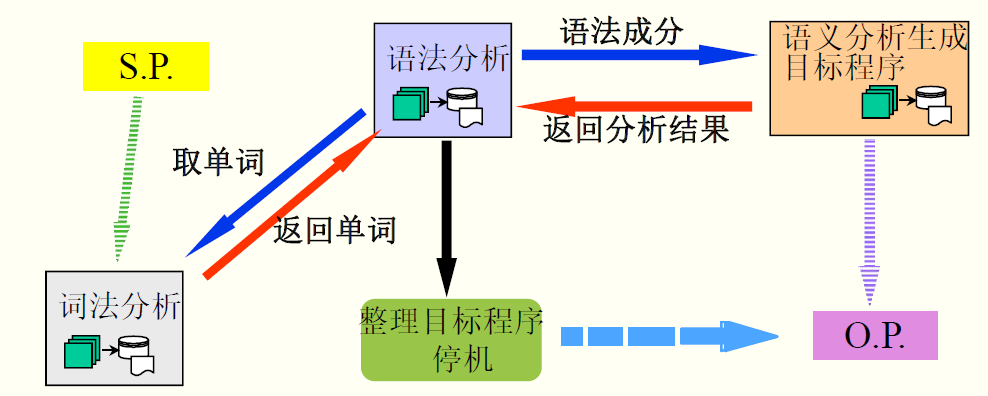 S.P.
语法分析
语法成分
语义分析生成
目标程序
返回分析结果
取单词
返回单词
词法分析
整理目标程序
停机
O.P.